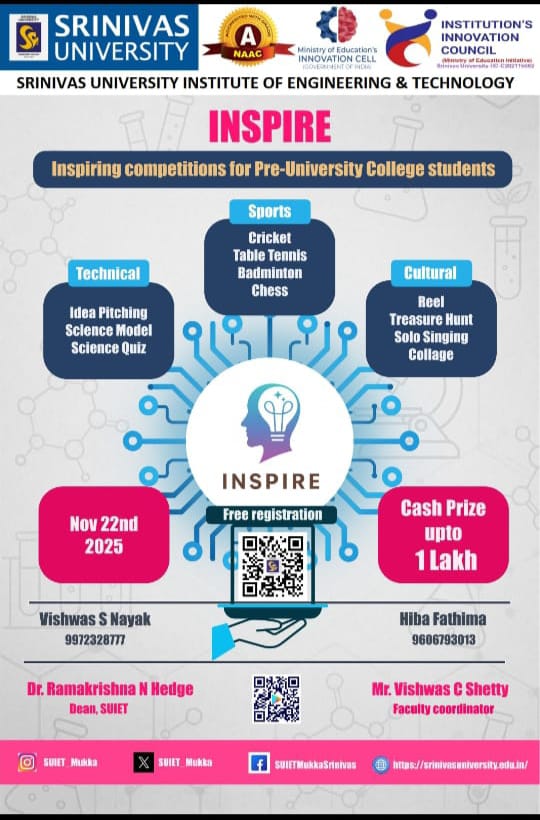 SRINIVAS
UNIVERSITY
ACCREDITED WITH A GRADE
A
NAAC
Ministry of Education's
INNOVATION CELL
(GOVERNMENT OF INDIA)
INSTITUTION'S
INNOVATION
COUNCIL
(Ministry of Education Initiative)
SRINIVAS UNIVERSITY INSTITUTE OF ENGINEERING & TECHNOLOGY
INSPIRE
Inspiring competitions for Pre-University College students
Sports
Cricket
Table Tennis
Badminton
Chess
Technical
Idea Pitching
Science Model
Science Quiz
Cultural
Reel
Treasure Hunt
Solo Singing
Collage
INSPIRE
Nov 22nd
2025
Free registration
Cash Prize
upto
1 Lakh
Vishwas S Nayak
9972328777
Hiba Fathima
9606793013
Dr. Ramakrishna N Hedge
Dean, SUIET
Mr. Vishwas C Shetty
Faculty coordinator
SUIET_Mukka
SUIET_Mukka
SUIETMukkaSrinivas
https://srinivasuniversity.edu.in/